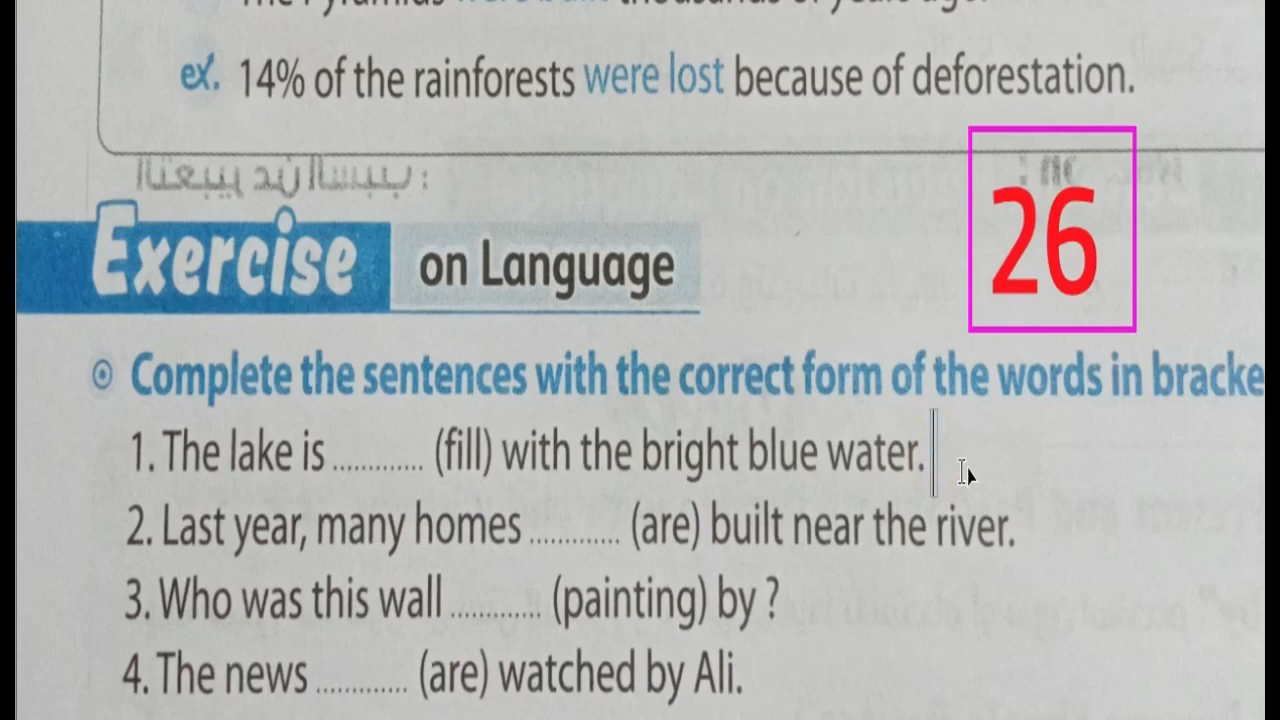 ex. 14% of the rainforests were lost because of deforestation.
26
Exercise on Language
Complete the sentences with the correct form of the words in bracke
1. The lake is ............ (fill) with the bright blue water.
2. Last year, many homes ............ (are) built near the river.
3. Who was this wall ............ (painting) by ?
4. The news ............ (are) watched by Ali.